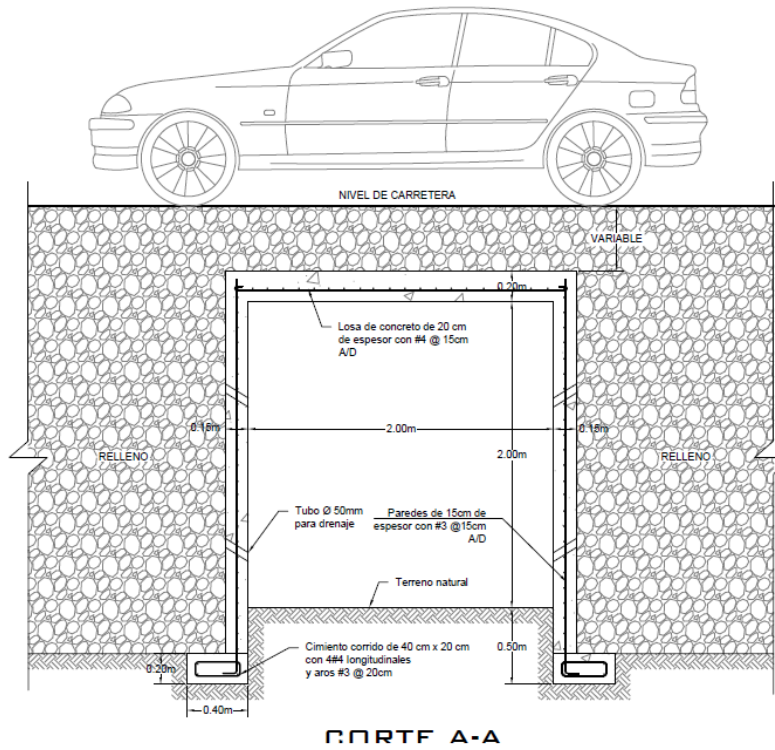 NIVEL DE CARRETERA
VARIABLE
0.20m
Losa de concreto de 20 cm
de espesor con #4 @ 15cm
A/D
0.15m
2.00m
0.15m
RELLENO
2.00m
RELLENO
Tubo Ø 50mm
para drenaje
Paredes de 15cm de
espesor con #3 @15cm
A/D
Terreno natural
0.50m
0.20m
Cimiento corrido de 40 cm x 20 cm
con 4#4 longitudinales
y aros #3 @ 20cm
0.40m
CORTE A-A